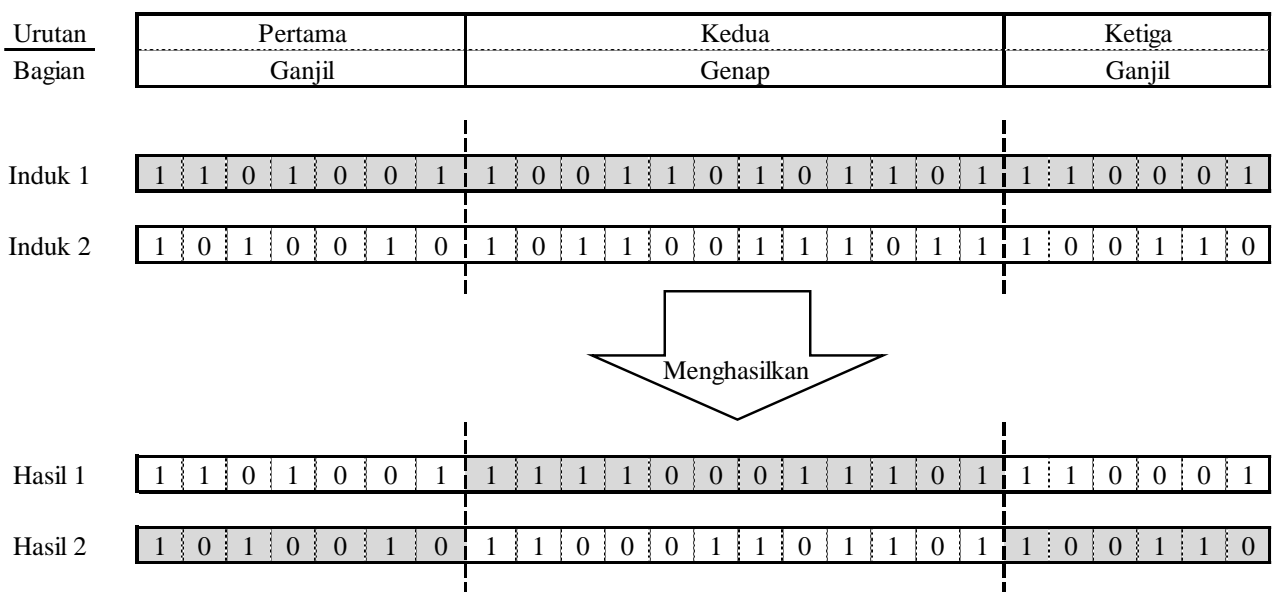 Urutan Pertama Kedua Ketiga
Bagian Ganjil Genap Ganjil
Induk 1 1 1 0 1 0 0 1 1 0 0 1 1 0 1 0 1 1 0 1 1 1 0 0 0 1
Induk 2 1 0 1 0 0 1 0 1 0 1 1 0 0 1 1 1 0 1 1 1 0 0 1 1 0
Menghasilkan
Hasil 1 1 1 0 1 0 0 1 1 1 1 1 0 0 0 1 1 1 0 1 1 1 0 0 0 1
Hasil 2 1 0 1 0 0 1 0 1 1 0 0 0 1 1 0 1 1 0 1 1 0 0 1 1 0